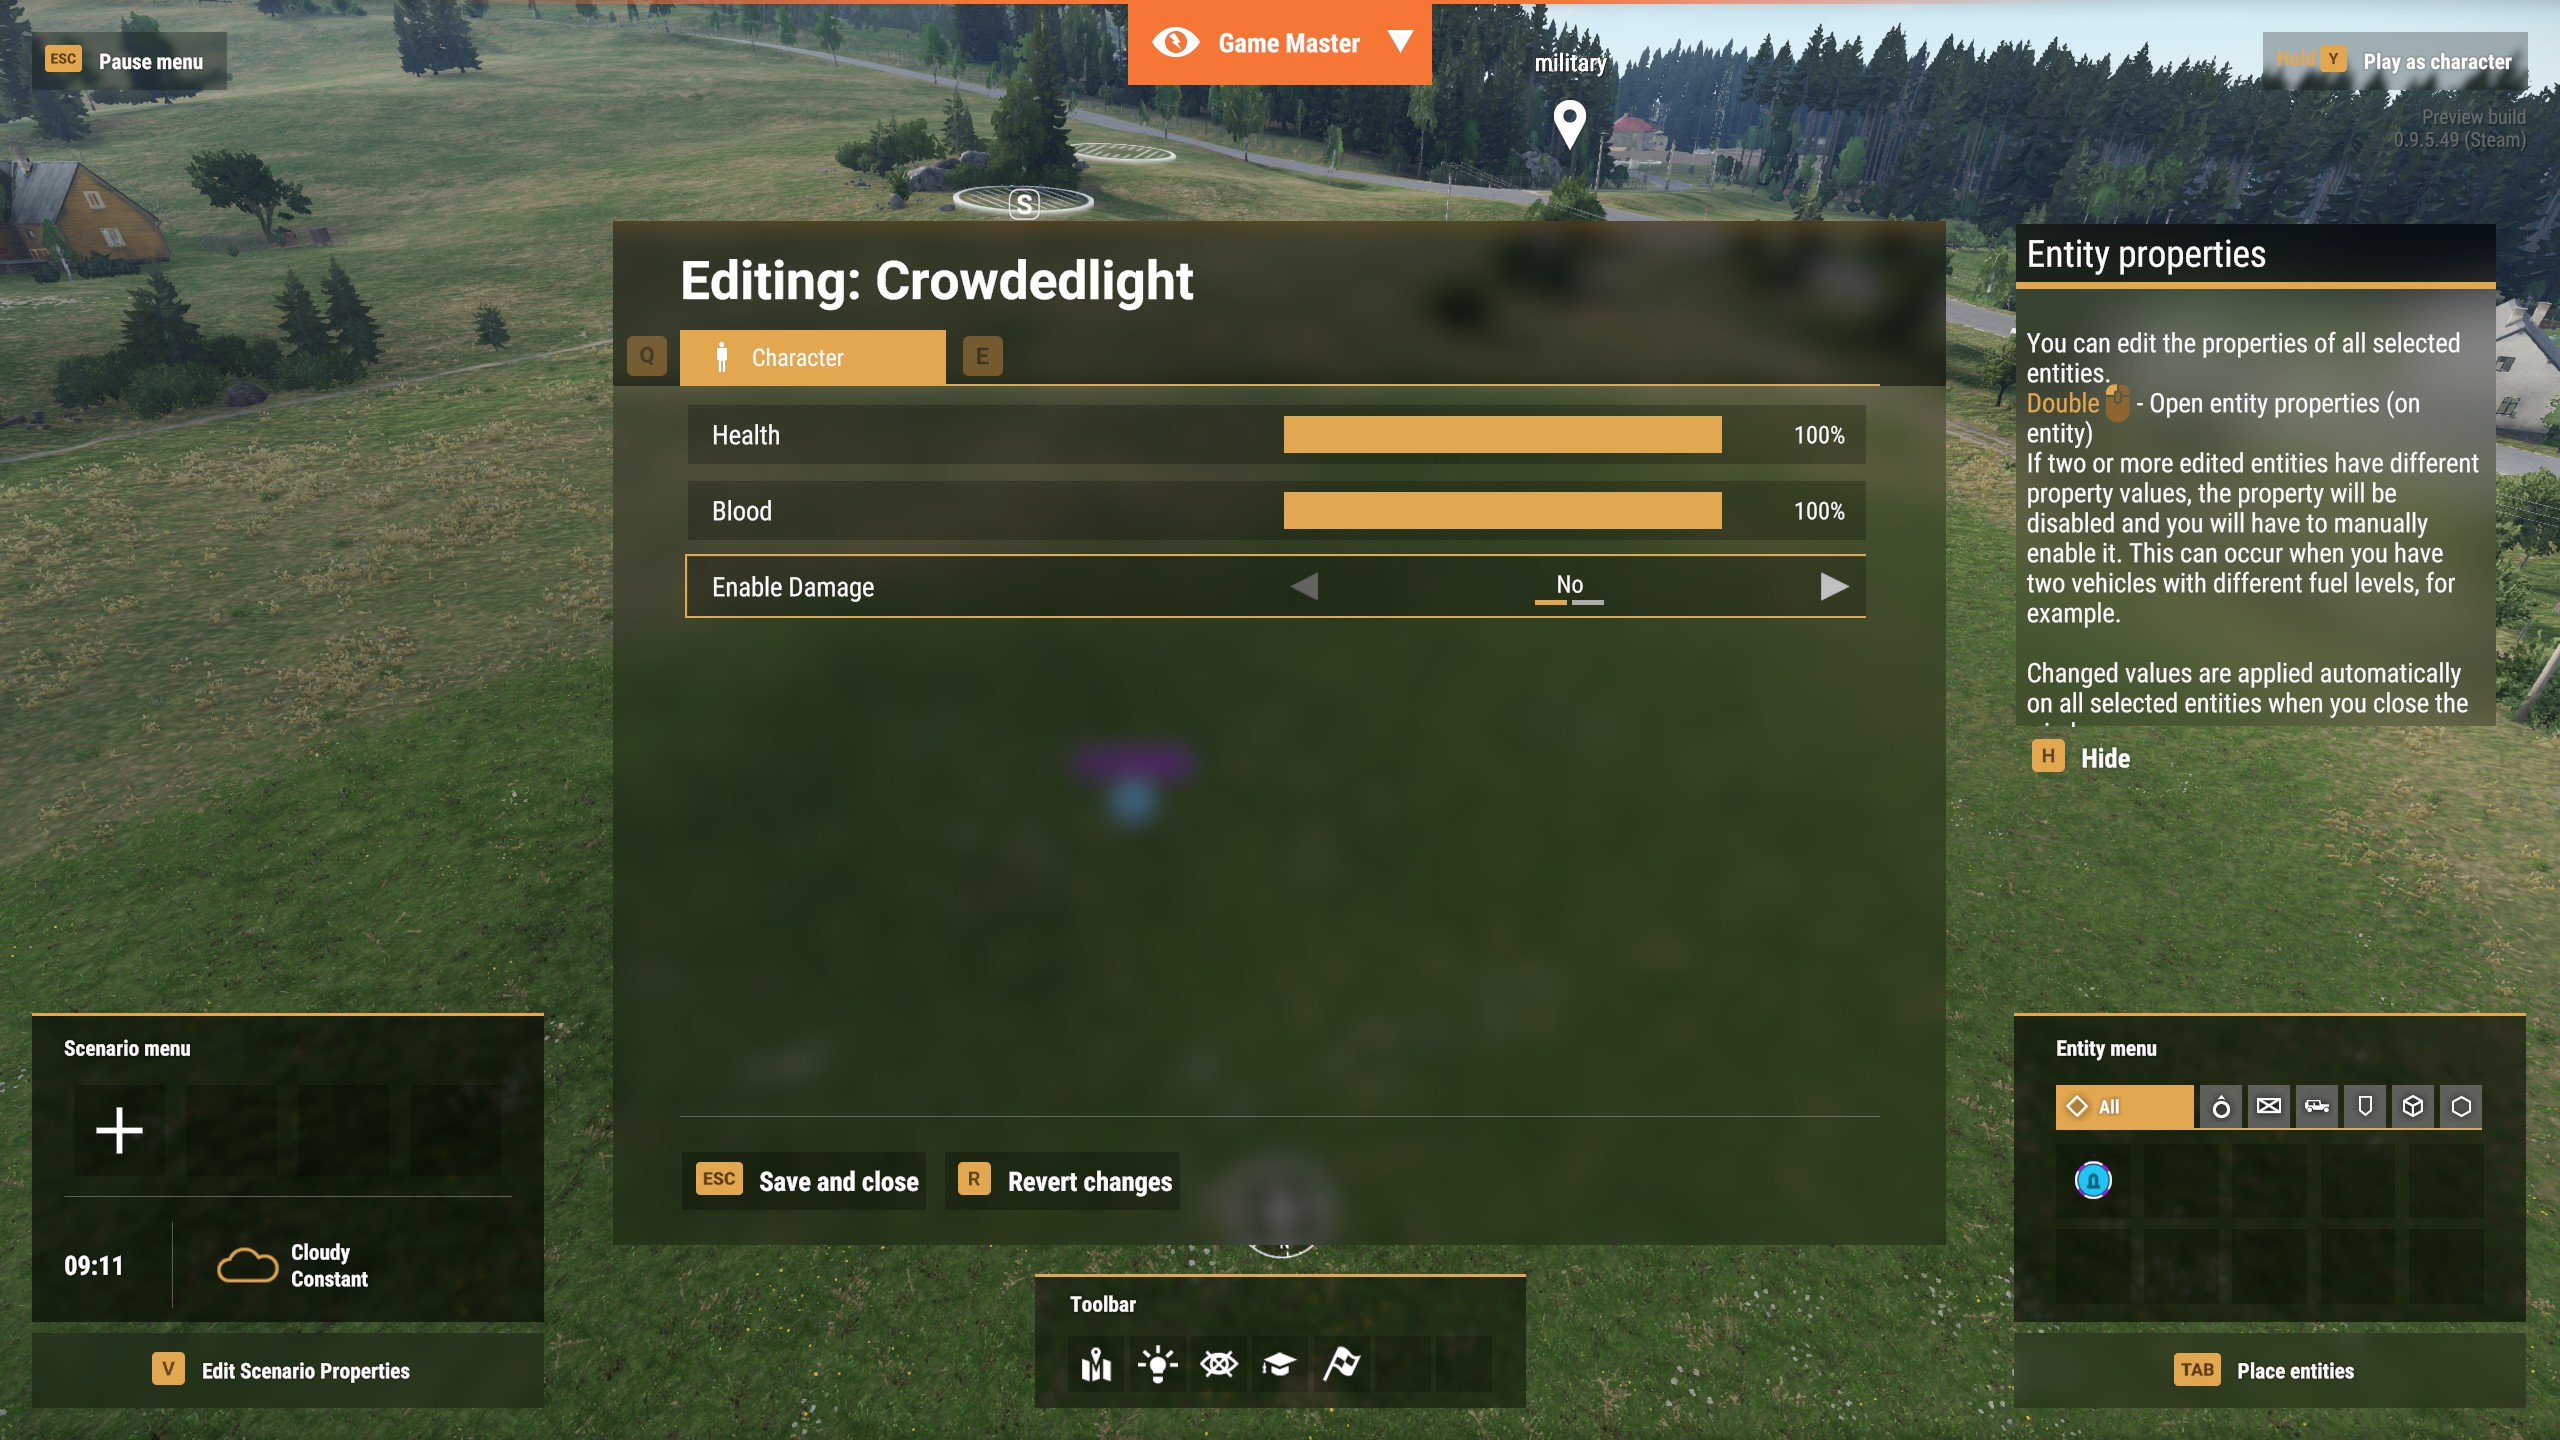 ESC Pause menu
Game Master
military
Hold Y Play as character
Preview build
0.9.5.49 (Steam)
S
Editing: Crowdedlight
Q Character E
Health 100%
Blood 100%
Enable Damage No
ESC Save and close R Revert changes
Entity properties
You can edit the properties of all selected
entities.
Double - Open entity properties (on
entity)
If two or more edited entities have different
property values, the property will be
disabled and you will have to manually
enable it. This can occur when you have
two vehicles with different fuel levels, for
example.
Changed values are applied automatically
on all selected entities when you close the
H Hide
Scenario menu
09:11
Cloudy
Constant
V Edit Scenario Properties
N
Toolbar
Entity menu
All
TAB Place entities